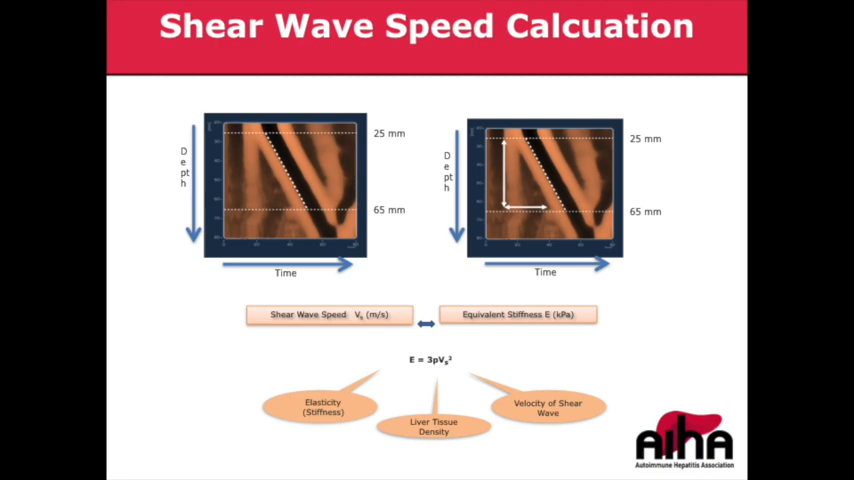 Shear Wave Speed Calcuation
25 mm
65 mm
D
e
pt
h
Time
25 mm
65 mm
D
e
pt
h
Time
Shear Wave Speed Vs (m/s)
Equivalent Stiffness E (kPa)
E = 3pVs²
Elasticity
(Stiffness)
Liver Tissue
Density
Velocity of Shear
Wave
AIHA
Autoimmune Hepatitis Association